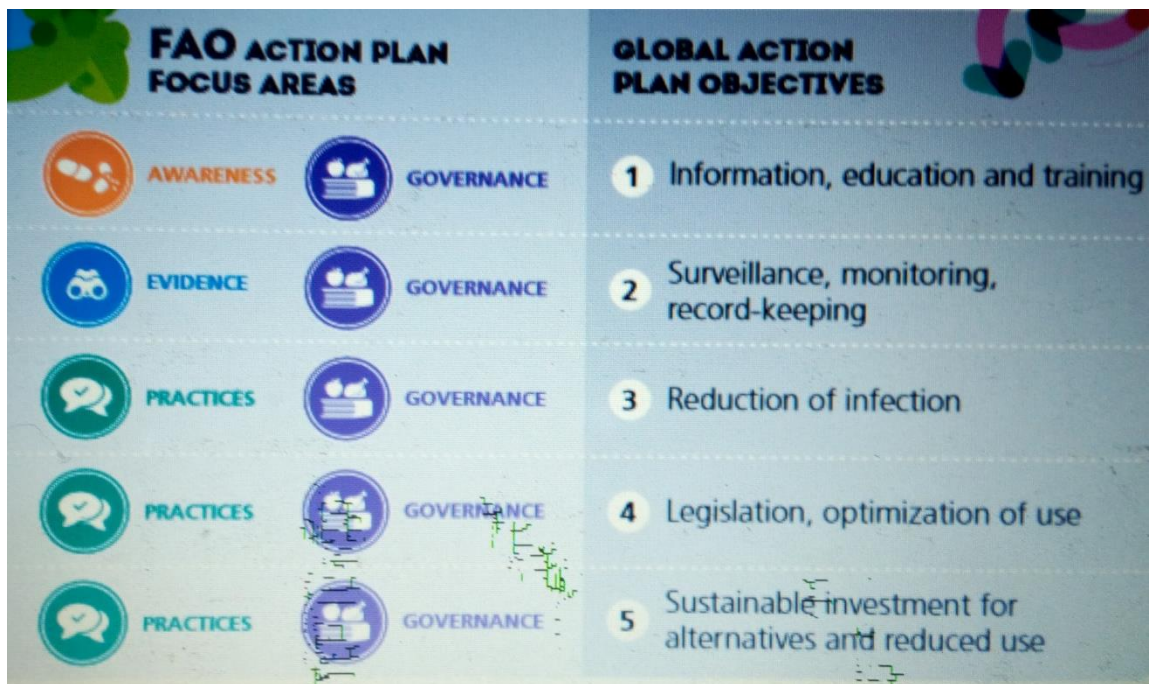 FAO ACTION PLAN
FOCUS AREAS
GLOBAL ACTION
PLAN OBJECTIVES
AWARENESS
GOVERNANCE
1 Information, education and training
EVIDENCE
GOVERNANCE
2 Surveillance, monitoring,
record-keeping
PRACTICES
GOVERNANCE
3 Reduction of infection
PRACTICES
GOVERNANCE
4 Legislation, optimization of use
PRACTICES
GOVERNANCE
5 Sustainable investment for
alternatives and reduced use